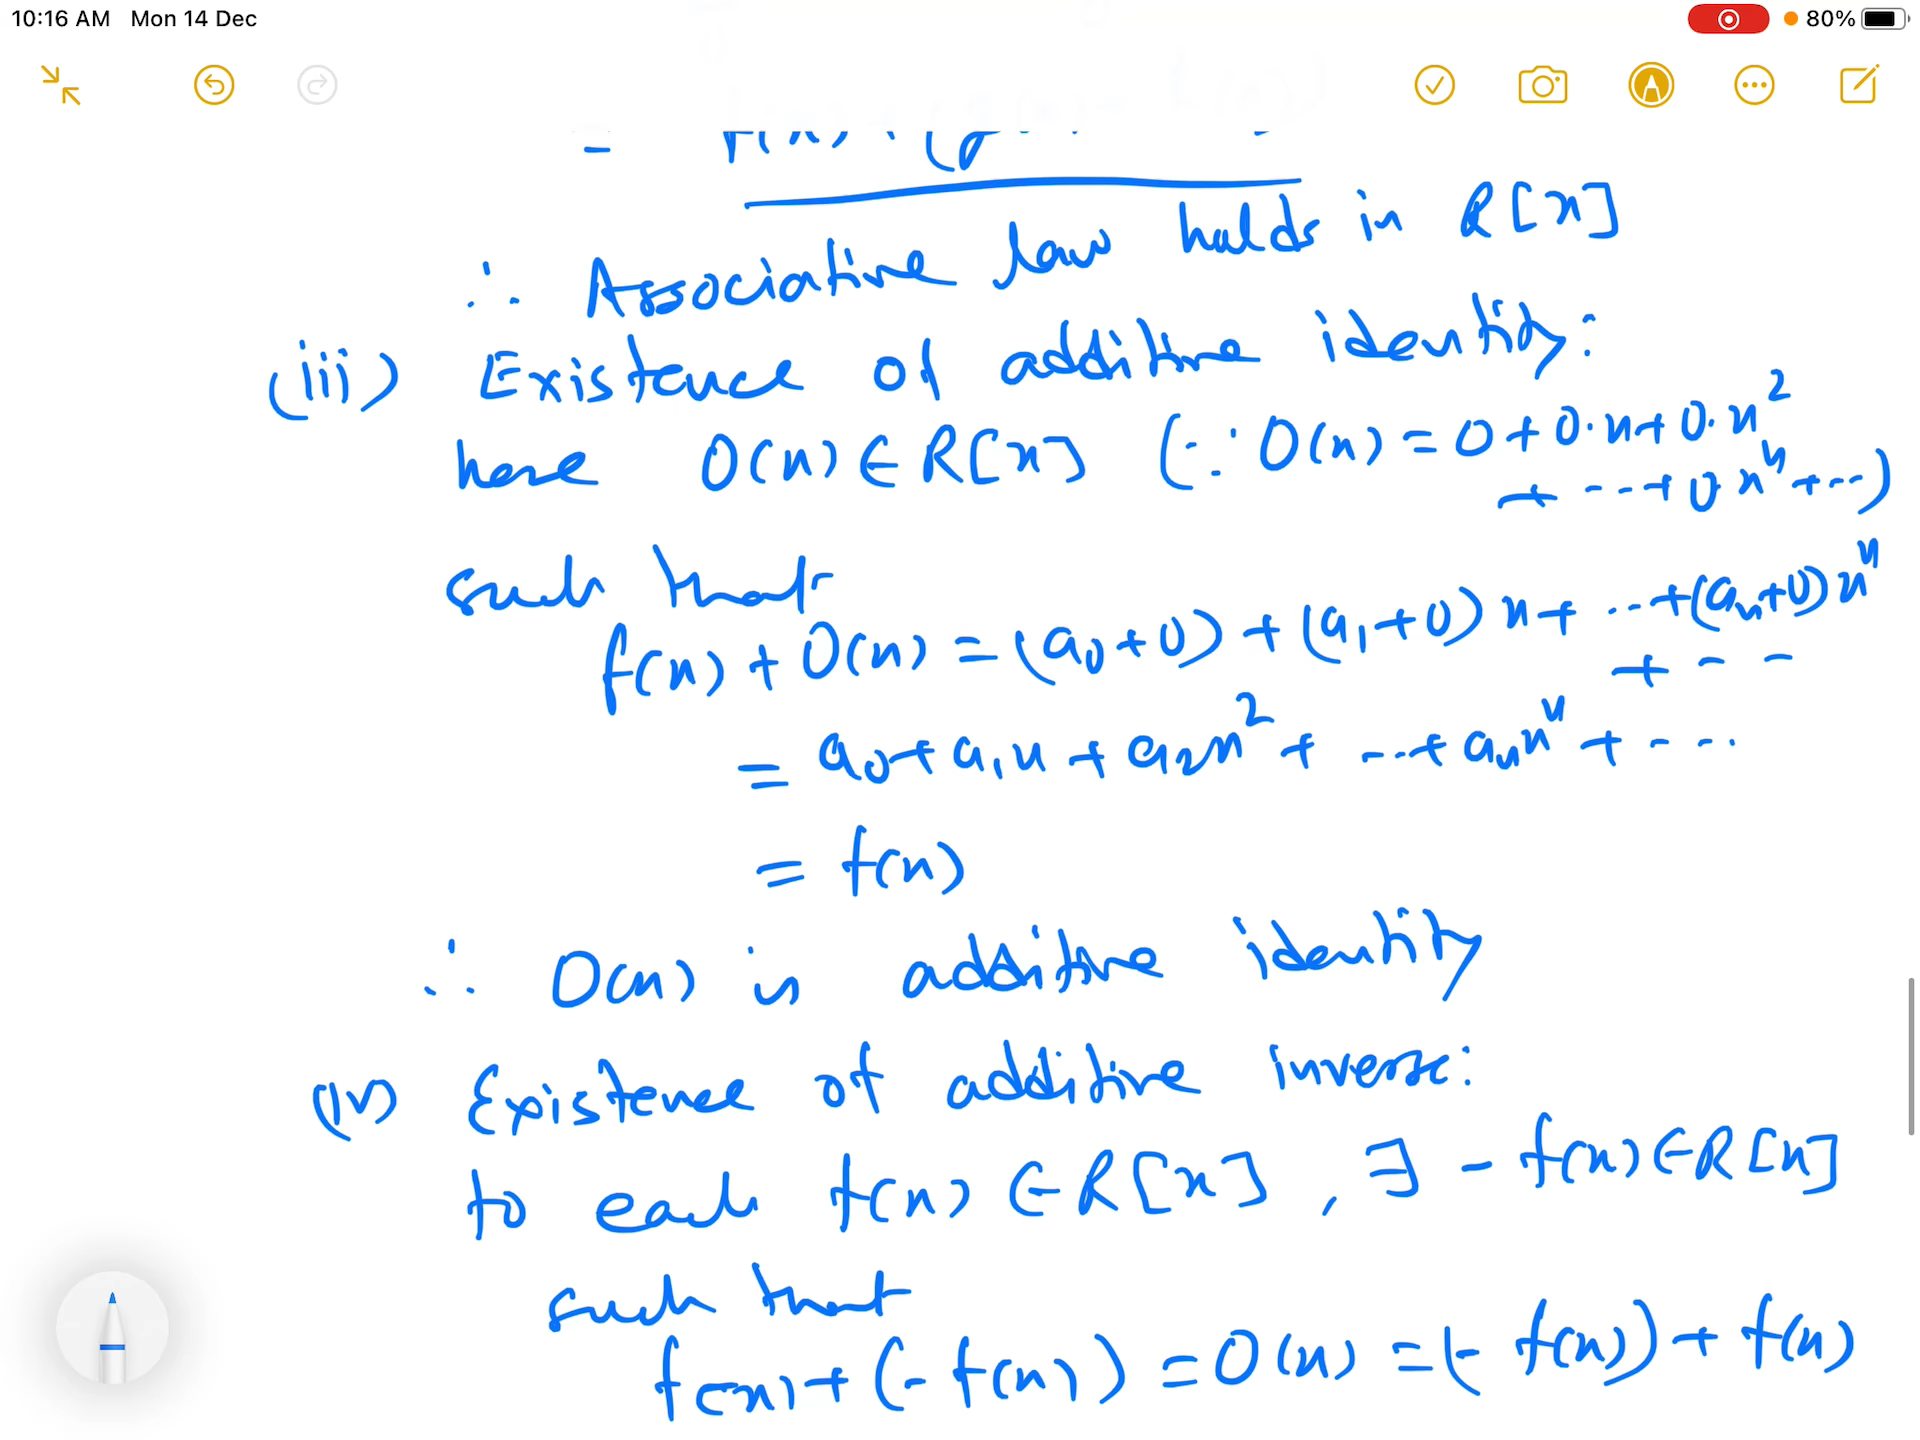 10:16 AM Mon 14 Dec 80%
∴ Associative law holds in R[x]
(iii) Existence of additive identity:
here O(x) ∈ R[x] (∵ O(x) = 0 + 0·x + 0·x²
+ --- + 0·xⁿ + ---)
such that
f(x) + O(x) = (a₀+0) + (a₁+0)x + ...+(aₙ+0)xⁿ
+ - -
= a₀ + a₁x + a₂x² + ---+ aₙxⁿ + ----
= f(x)
∴ O(x) is additive identity
(iv) Existence of additive inverse:
to each f(x) ∈ R[x], ∃ - f(x) ∈ R[x]
such that
f(x) + (- f(x)) = O(x) = (- f(x)) + f(x)